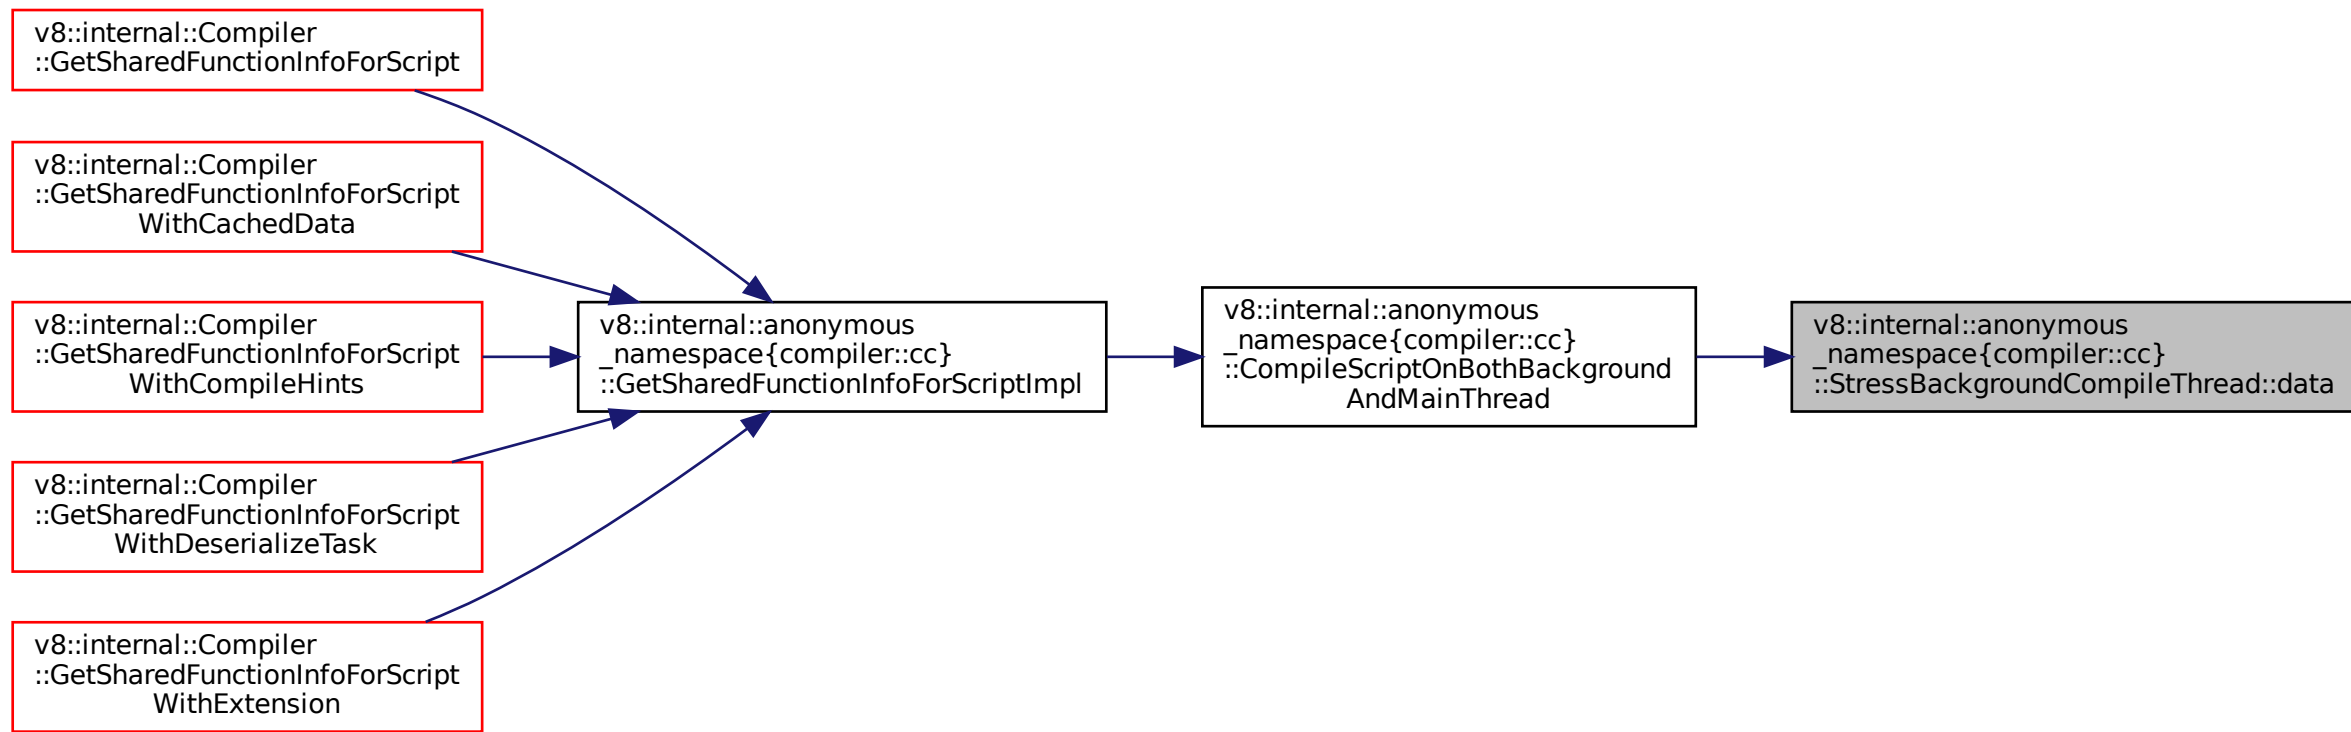 v8::internal::Compiler
::GetSharedFunctionInfoForScript
v8::internal::Compiler
::GetSharedFunctionInfoForScript
WithCachedData
v8::internal::Compiler
::GetSharedFunctionInfoForScript
WithCompileHints
v8::internal::Compiler
::GetSharedFunctionInfoForScript
WithDeserializeTask
v8::internal::Compiler
::GetSharedFunctionInfoForScript
WithExtension
v8::internal::anonymous
_namespace{compiler::cc}
::GetSharedFunctionInfoForScriptImpl
v8::internal::anonymous
_namespace{compiler::cc}
::CompileScriptOnBothBackground
AndMainThread
v8::internal::anonymous
_namespace{compiler::cc}
::StressBackgroundCompileThread::data